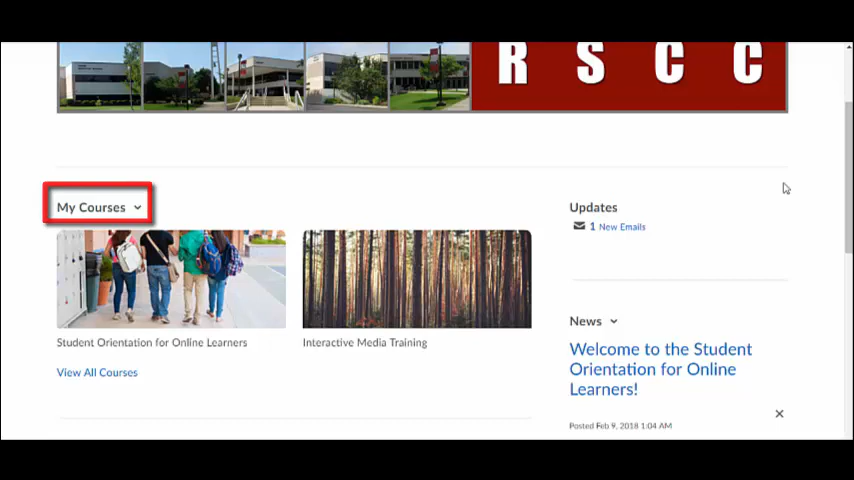 R S C C
My Courses
Updates
1 New Emails
Student Orientation for Online Learners
Interactive Media Training
View All Courses
News
Welcome to the Student
Orientation for Online
Learners!
Posted Feb 9, 2018 1:04 AM